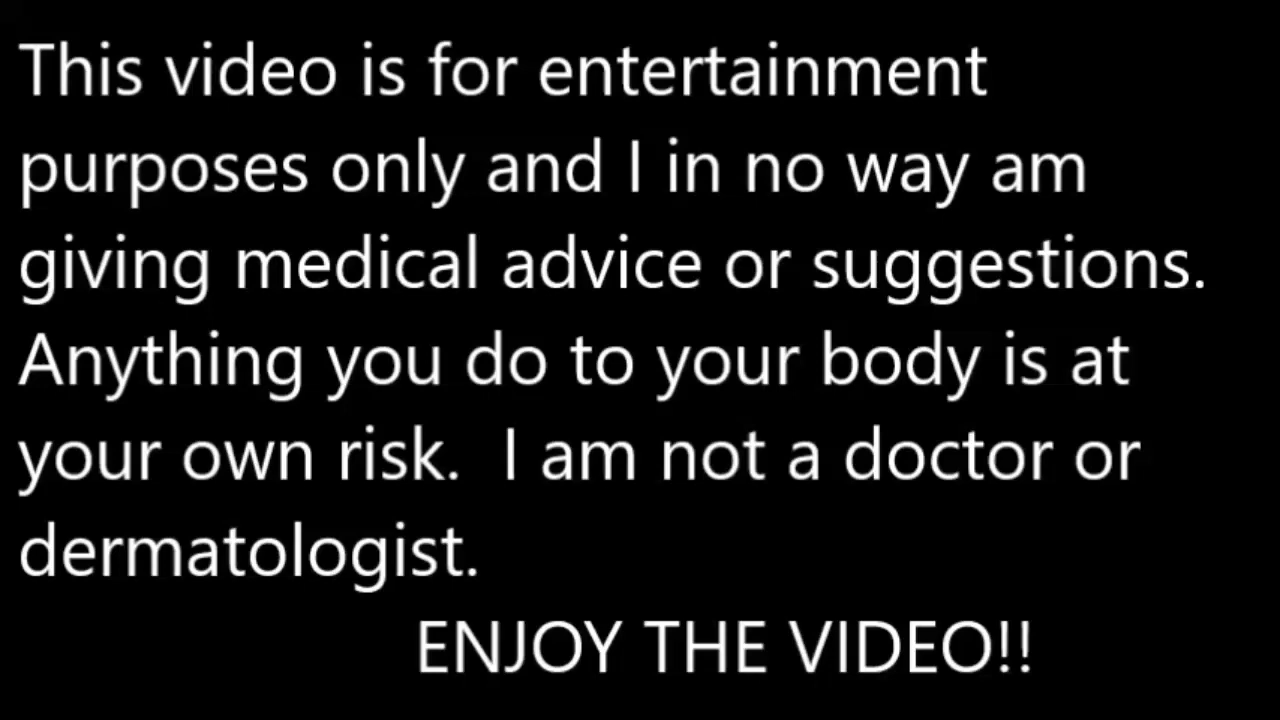 This video is for entertainment
purposes only and I in no way am
giving medical advice or suggestions.
Anything you do to your body is at
your own risk.  I am not a doctor or
dermatologist.
ENJOY THE VIDEO!!